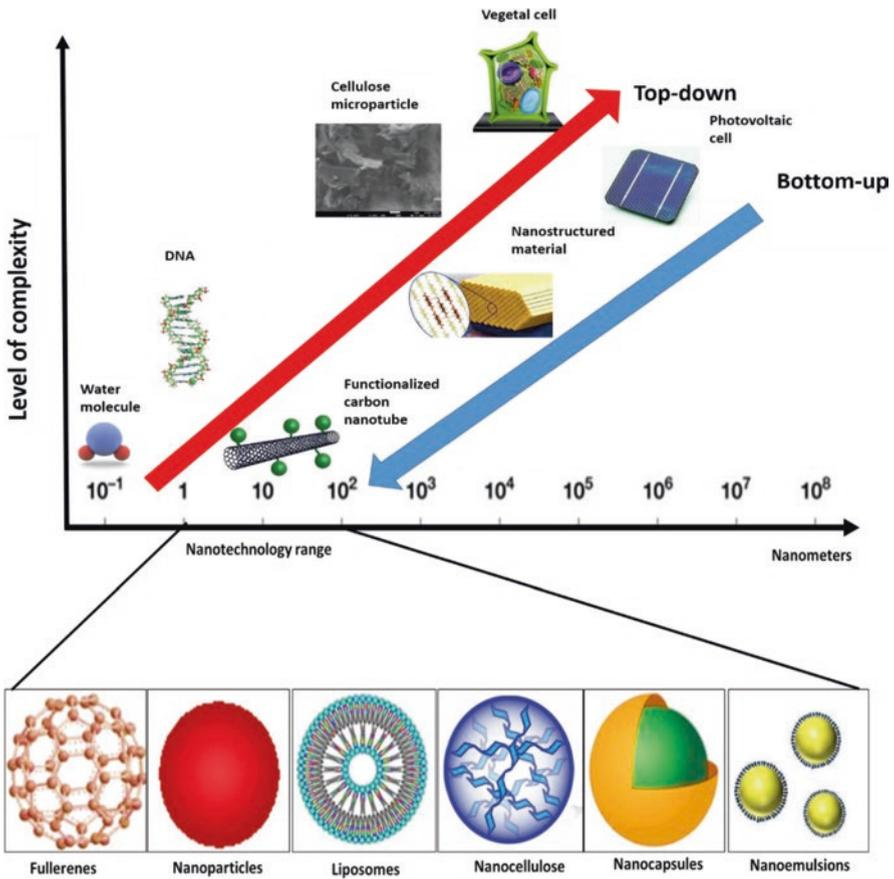 Vegetal cell
Cellulose
microparticle
Top-down
Photovoltaic
cell
Bottom-up
Nanostructured
material
DNA
Level of complexity
Water
molecule
Functionalized
carbon
nanotube
10⁻¹ 1 10 10² 10³ 10⁴ 10⁵ 10⁶ 10⁷ 10⁸
Nanotechnology range
Nanometers
Fullerenes Nanoparticles Liposomes Nanocellulose Nanocapsules Nanoemulsions